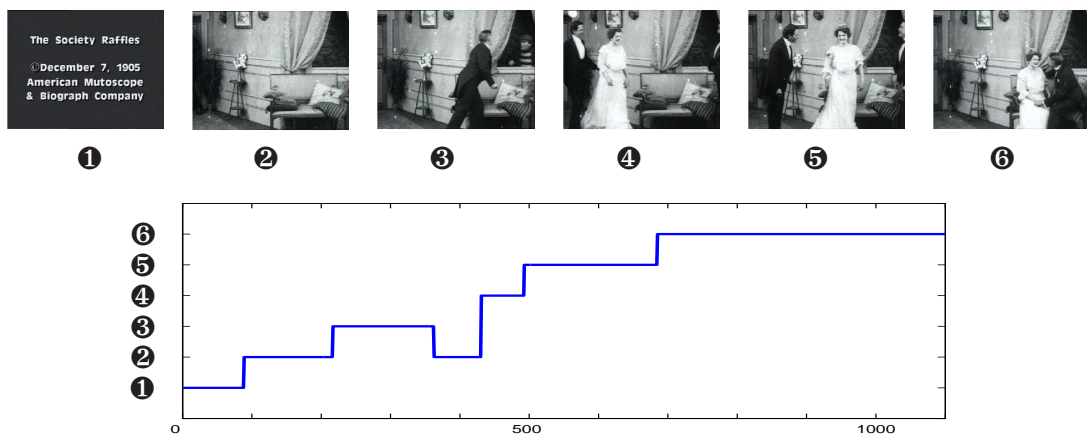 The Society Raffles
©December 7, 1905
American Mutoscope
& Biograph Company
❶ ❷ ❸ ❹ ❺ ❻
❻
❺
❹
❸
❷
❶
0 500 1000